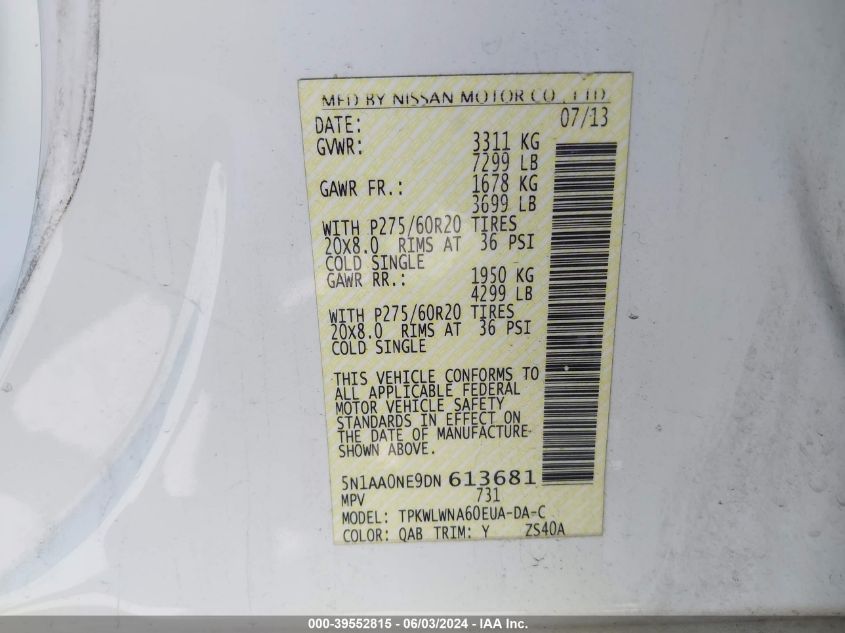 MFD BY NISSAN MOTOR CO., LTD.
DATE: 07/13
GVWR: 3311 KG
7299 LB
GAWR FR.: 1678 KG
3699 LB
WITH P275/60R20 TIRES
20X8.0 RIMS AT 36 PSI
COLD SINGLE
GAWR RR.: 1950 KG
4299 LB
WITH P275/60R20 TIRES
20X8.0 RIMS AT 36 PSI
COLD SINGLE
THIS VEHICLE CONFORMS TO
ALL APPLICABLE FEDERAL
MOTOR VEHICLE SAFETY
STANDARDS IN EFFECT ON
THE DATE OF MANUFACTURE
SHOWN ABOVE.
5N1AA0NE9DN 613681
MPV 731
MODEL: TPKWLWNA60EUA-DA-C
COLOR: QAB TRIM: Y ZS40A
000-39552815 - 06/03/2024 - IAA Inc.